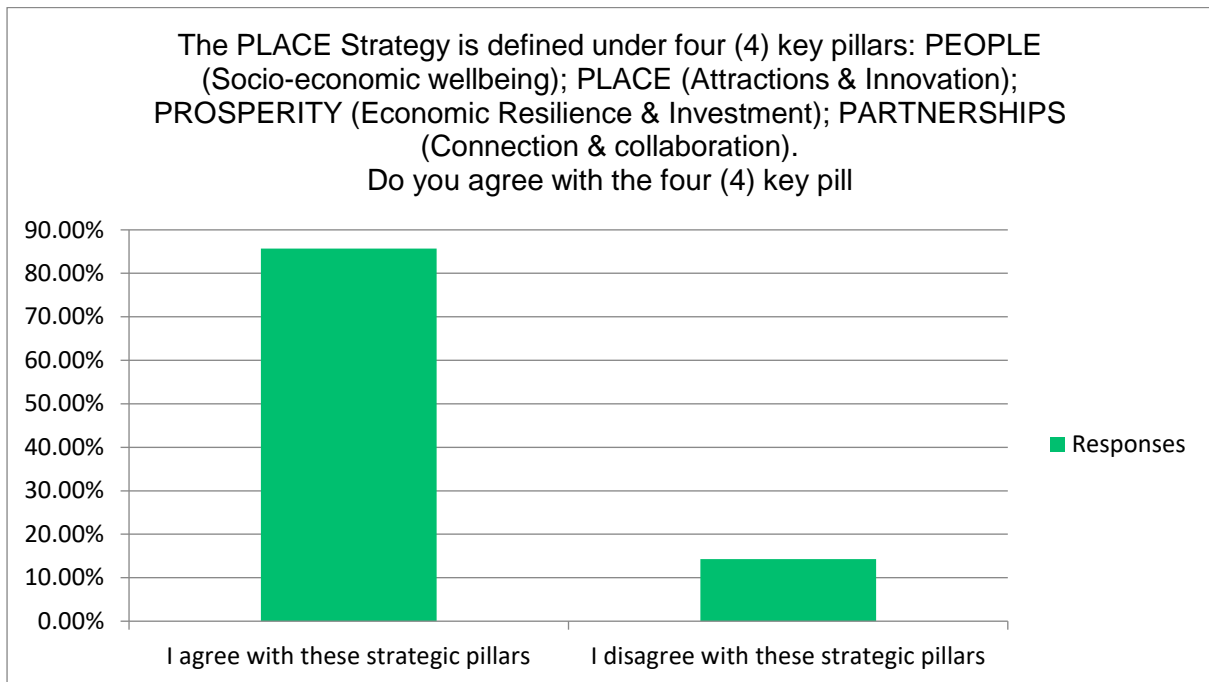 The PLACE Strategy is defined under four (4) key pillars: PEOPLE
(Socio-economic wellbeing); PLACE (Attractions & Innovation);
PROSPERITY (Economic Resilience & Investment); PARTNERSHIPS
(Connection & collaboration).
Do you agree with the four (4) key pill
90.00%
80.00%
70.00%
60.00%
50.00%
40.00%
30.00%
20.00%
10.00%
0.00%
Responses
I agree with these strategic pillars
I disagree with these strategic pillars